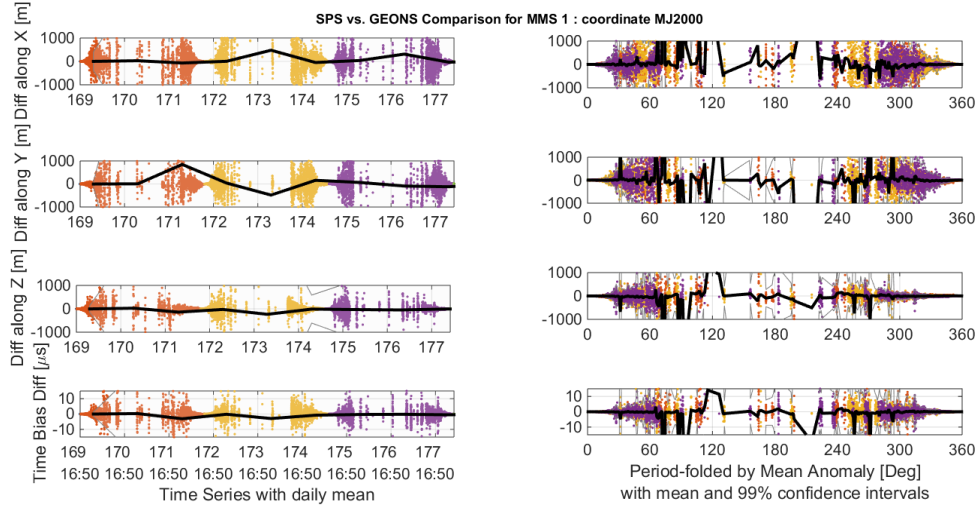 SPS vs. GEONS Comparison for MMS 1 : coordinate MJ2000
Diff along X [m]
1000
0
-1000
169 170 171 172 173 174 175 176 177
1000
0
-1000
0 60 120 180 240 300 360
Diff along Y [m]
1000
0
-1000
169 170 171 172 173 174 175 176 177
1000
0
-1000
0 60 120 180 240 300 360
Diff along Z [m]
1000
0
-1000
169 170 171 172 173 174 175 176 177
1000
0
-1000
0 60 120 180 240 300 360
Time Bias Diff [μs]
10
0
-10
169 170 171 172 173 174 175 176 177
16:50 16:50 16:50 16:50 16:50 16:50 16:50 16:50 16:50
Time Series with daily mean
10
0
-10
0 60 120 180 240 300 360
Period-folded by Mean Anomaly [Deg]
with mean and 99% confidence intervals